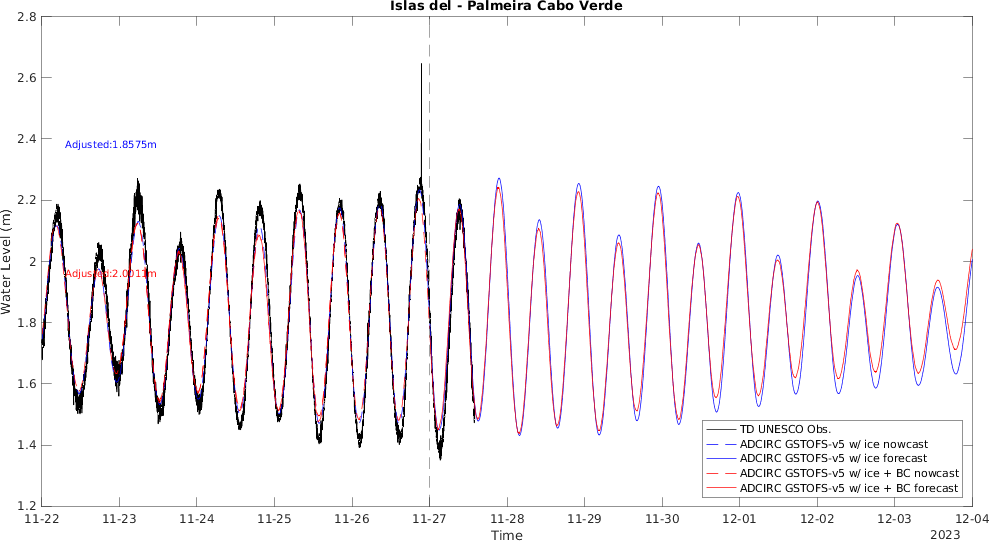 Islas del - Palmeira Cabo Verde
2.8
2.6
2.4
2.2
2
1.8
1.6
1.4
1.2
Water Level (m)
Adjusted:1.8575m
Adjusted:2.0011m
TD UNESCO Obs.
ADCIRC GSTOFS-v5 w/ ice nowcast
ADCIRC GSTOFS-v5 w/ ice forecast
ADCIRC GSTOFS-v5 w/ ice + BC nowcast
ADCIRC GSTOFS-v5 w/ ice + BC forecast
11-22 11-23 11-24 11-25 11-26 11-27 11-28 11-29 11-30 12-01 12-02 12-03 12-04
Time
2023